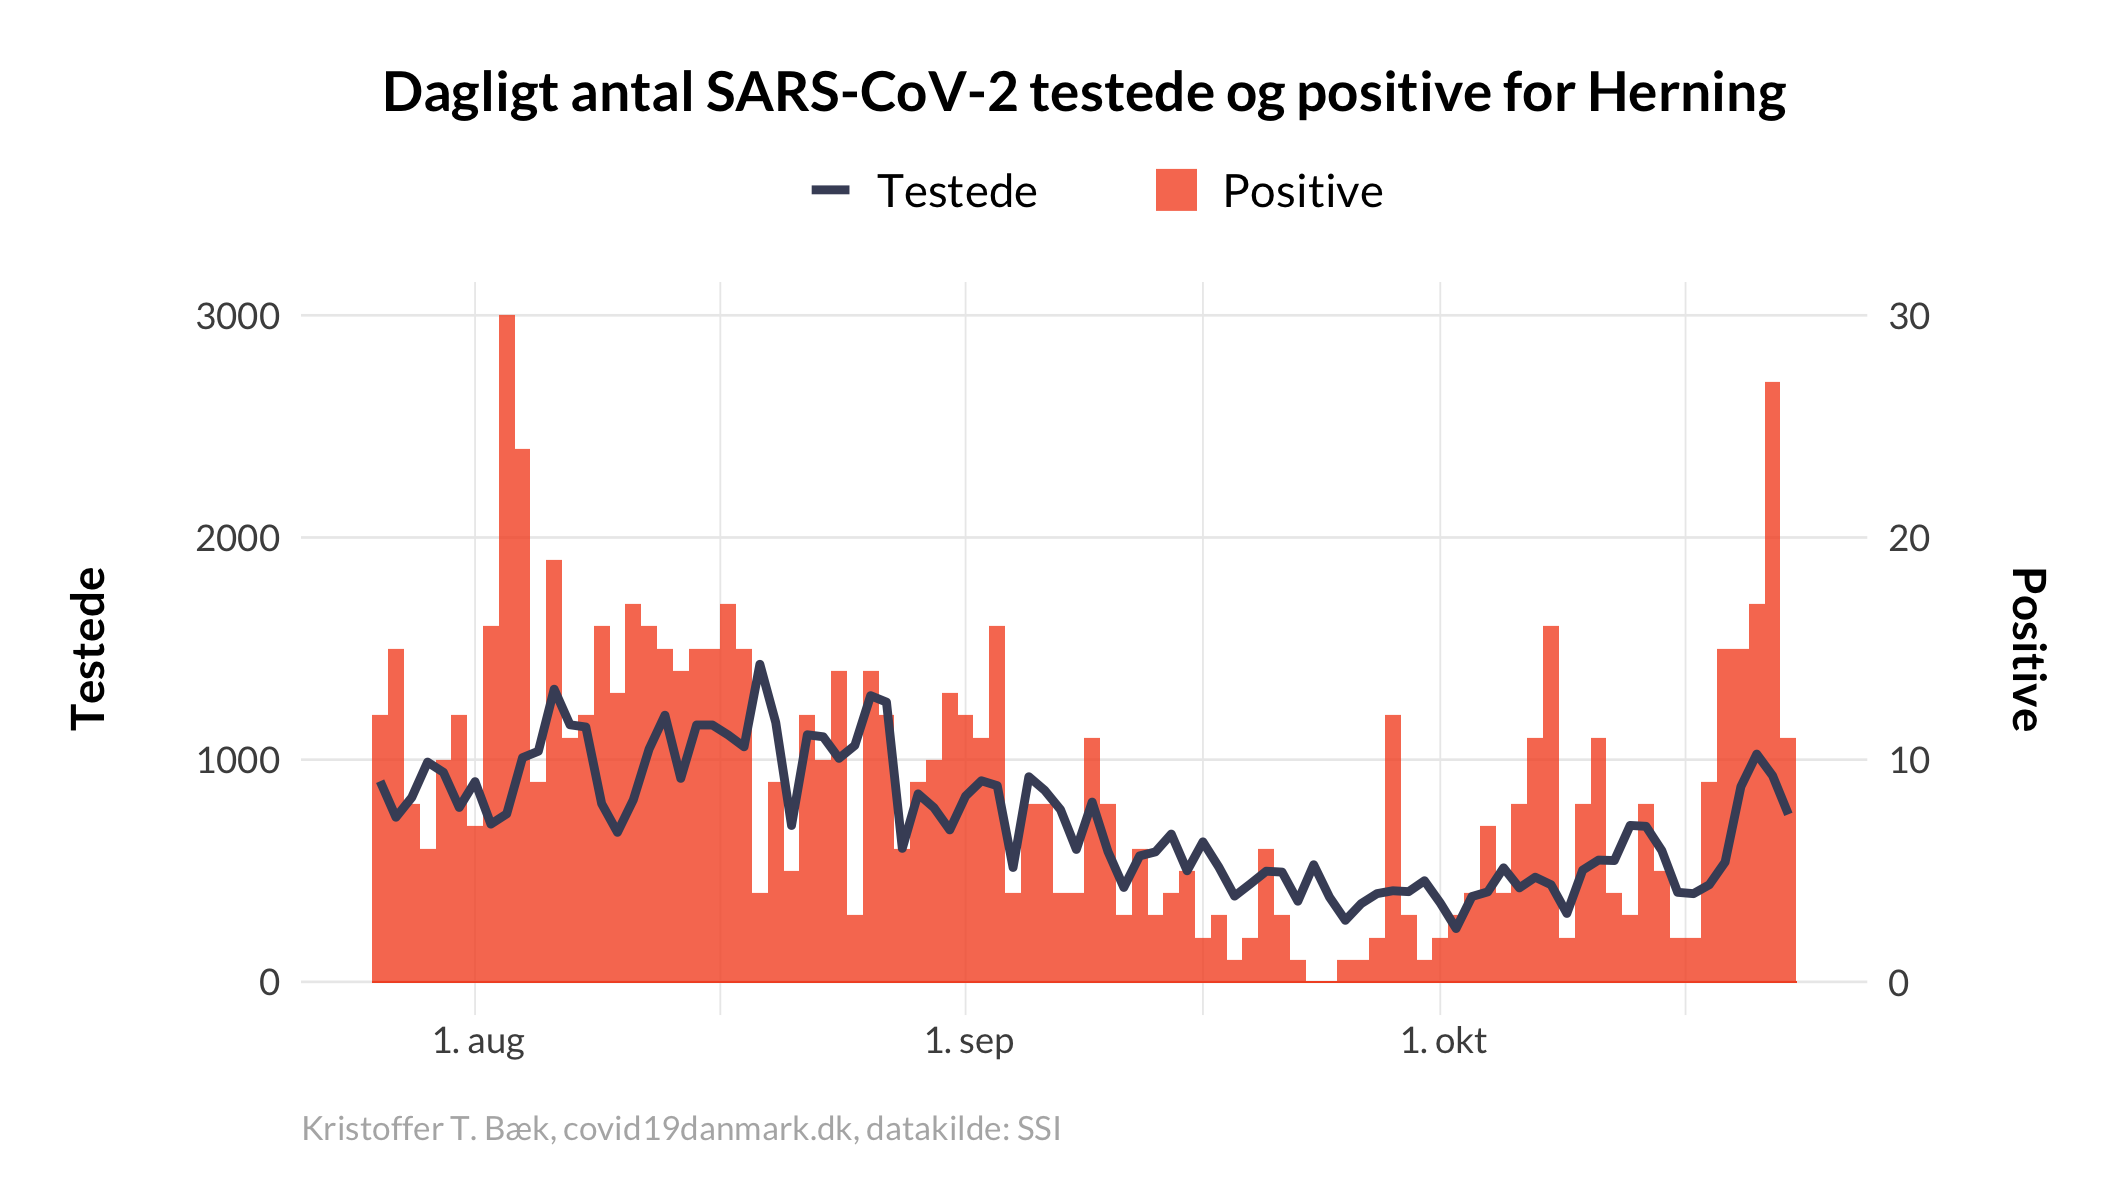 Dagligt antal SARS-CoV-2 testede og positive for Herning
Testede
Positive
3000
2000
1000
0
30
20
10
0
Testede
Positive
1. aug
1. sep
1. okt
Kristoffer T. Bæk, covid19danmark.dk, datakilde: SSI